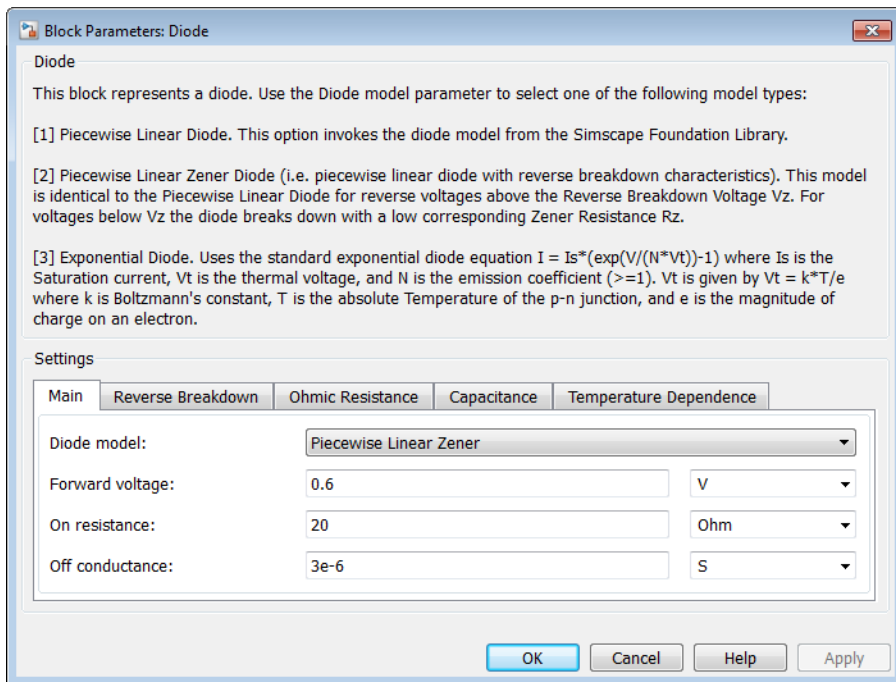 Block Parameters: Diode
Diode
This block represents a diode. Use the Diode model parameter to select one of the following model types:
[1] Piecewise Linear Diode. This option invokes the diode model from the Simscape Foundation Library.
[2] Piecewise Linear Zener Diode (i.e. piecewise linear diode with reverse breakdown characteristics). This model
is identical to the Piecewise Linear Diode for reverse voltages above the Reverse Breakdown Voltage Vz. For
voltages below Vz the diode breaks down with a low corresponding Zener Resistance Rz.
[3] Exponential Diode. Uses the standard exponential diode equation I = Is*(exp(V/(N*Vt))-1) where Is is the
Saturation current, Vt is the thermal voltage, and N is the emission coefficient (>=1). Vt is given by Vt = k*T/e
where k is Boltzmann's constant, T is the absolute Temperature of the p-n junction, and e is the magnitude of
charge on an electron.
Settings
Main Reverse Breakdown Ohmic Resistance Capacitance Temperature Dependence
Diode model: Piecewise Linear Zener
Forward voltage: 0.6 V
On resistance: 20 Ohm
Off conductance: 3e-6 S
OK Cancel Help Apply